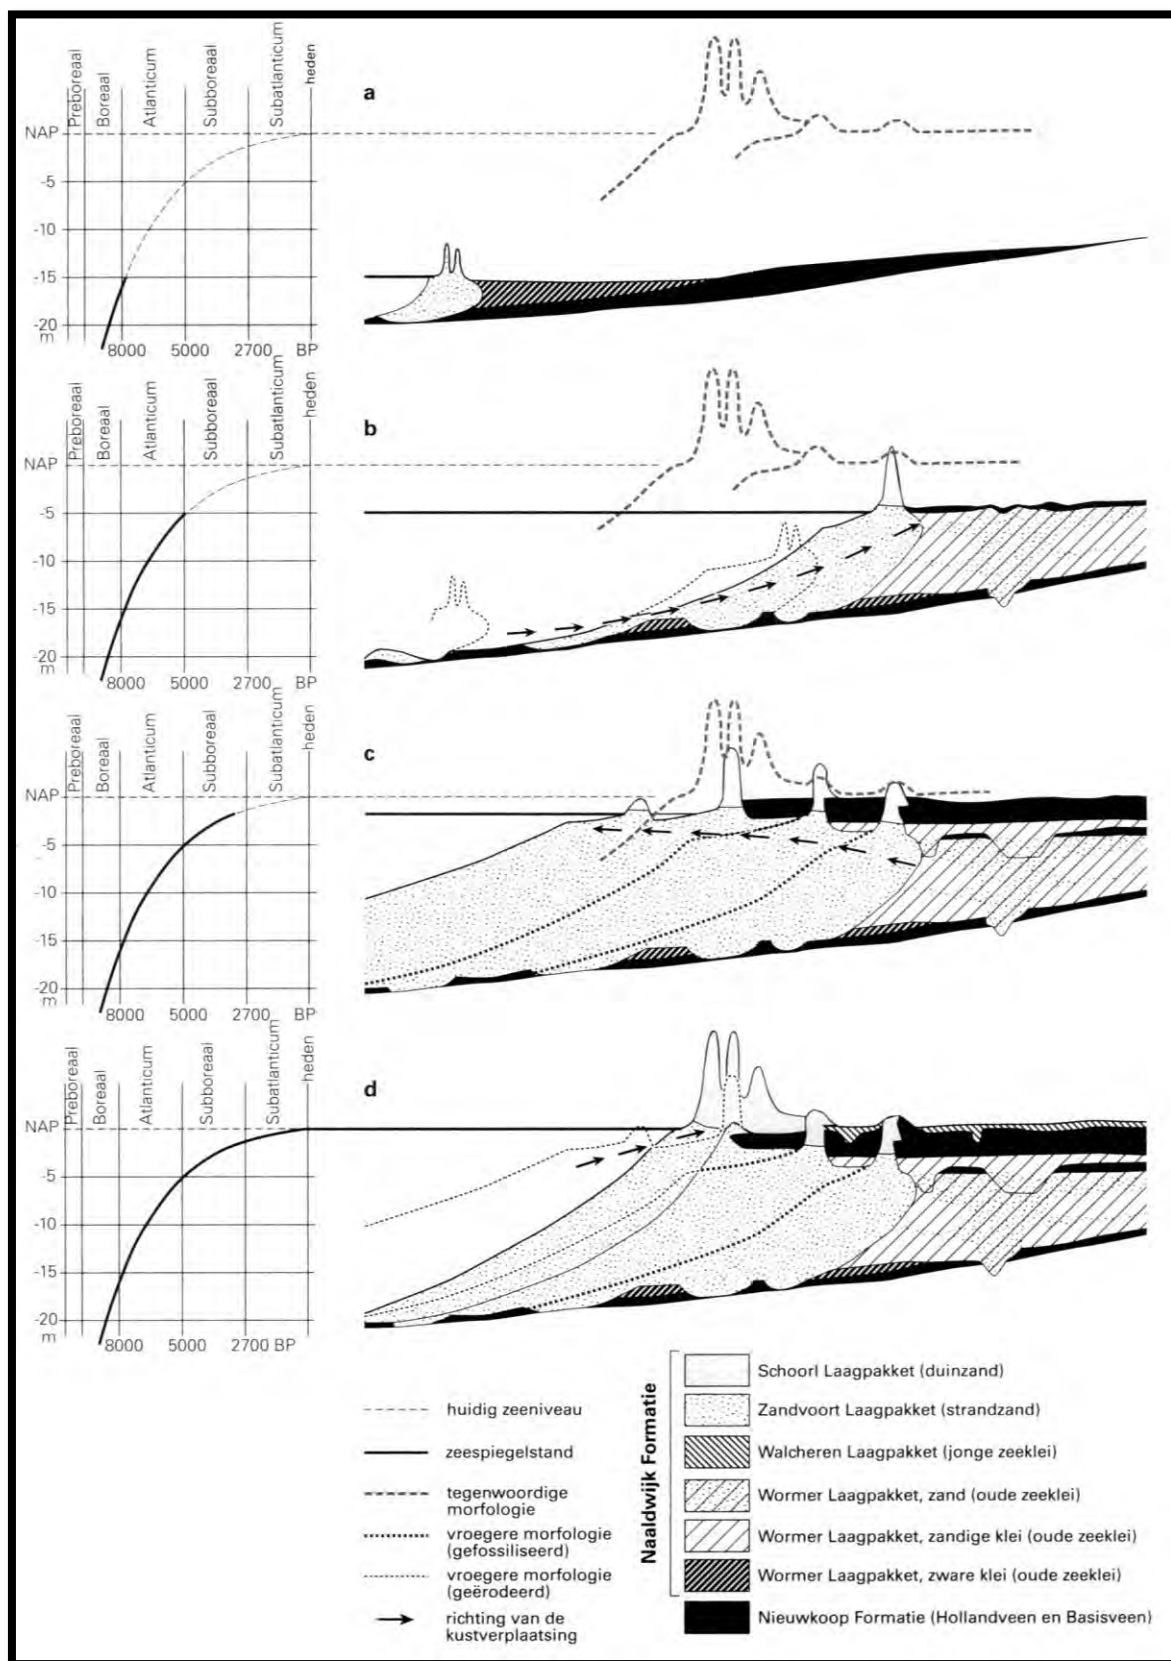 Preboreaal
Boreaal
Atlanticum
Subboreaal
Subatlanticum
heden
a
NAP
-5
-10
-15
-20
m
8000 5000 2700 BP
Preboreaal
Boreaal
Atlanticum
Subboreaal
Subatlanticum
heden
b
NAP
-5
-10
-15
-20
m
8000 5000 2700 BP
Preboreaal
Boreaal
Atlanticum
Subboreaal
Subatlanticum
heden
c
NAP
-5
-10
-15
-20
m
8000 5000 2700 BP
Preboreaal
Boreaal
Atlanticum
Subboreaal
Subatlanticum
heden
d
NAP
-5
-10
-15
-20
m
8000 5000 2700 BP
huidig zeeniveau
zeespiegelstand
tegenwoordige
morfologie
vroegere morfologie
(gefossiliseerd)
vroegere morfologie
(geërodeerd)
richting van de
kustverplaatsing
Naaldwijk Formatie
Schoorl Laagpakket (duinzand)
Zandvoort Laagpakket (strandzand)
Walcheren Laagpakket (jonge zeeklei)
Wormer Laagpakket, zand (oude zeeklei)
Wormer Laagpakket, zandige klei (oude zeeklei)
Wormer Laagpakket, zware klei (oude zeeklei)
Nieuwkoop Formatie (Hollandveen en Basisveen)